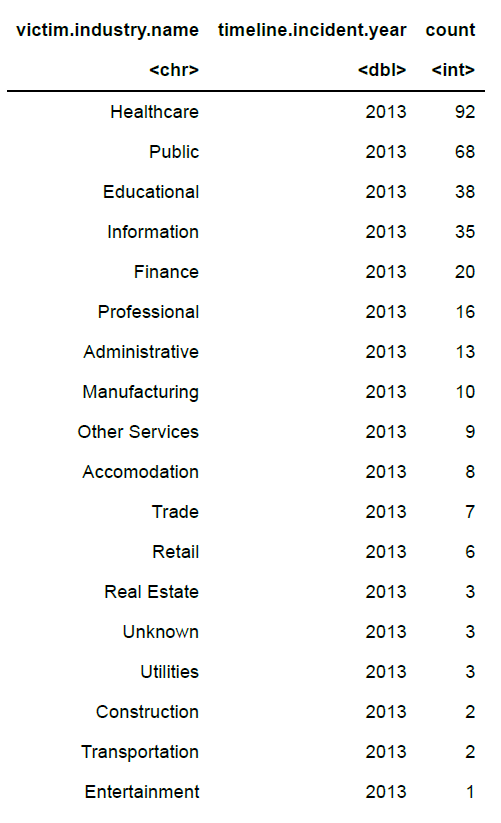 victim.industry.name timeline.incident.year count
<chr> <dbl> <int>
Healthcare 2013 92
Public 2013 68
Educational 2013 38
Information 2013 35
Finance 2013 20
Professional 2013 16
Administrative 2013 13
Manufacturing 2013 10
Other Services 2013 9
Accomodation 2013 8
Trade 2013 7
Retail 2013 6
Real Estate 2013 3
Unknown 2013 3
Utilities 2013 3
Construction 2013 2
Transportation 2013 2
Entertainment 2013 1